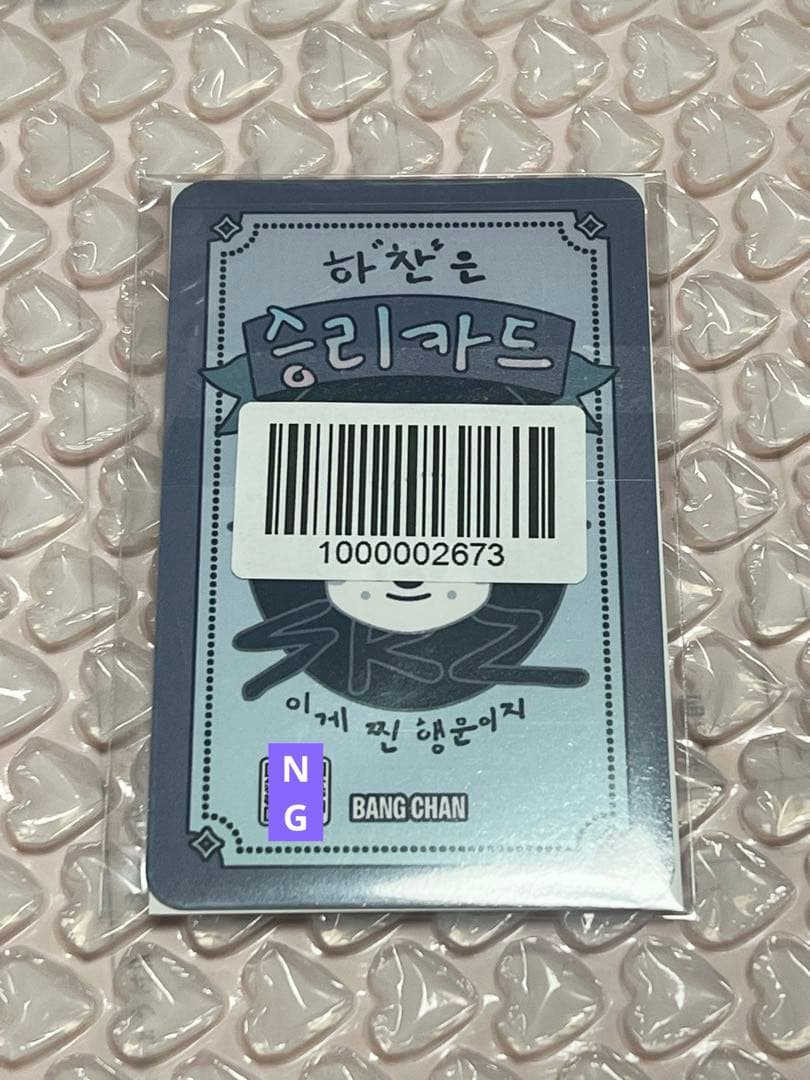 하"찬"은
승리카드
1000002673
SKZ
이게 찐 행운이지
N
G
BANG CHAN